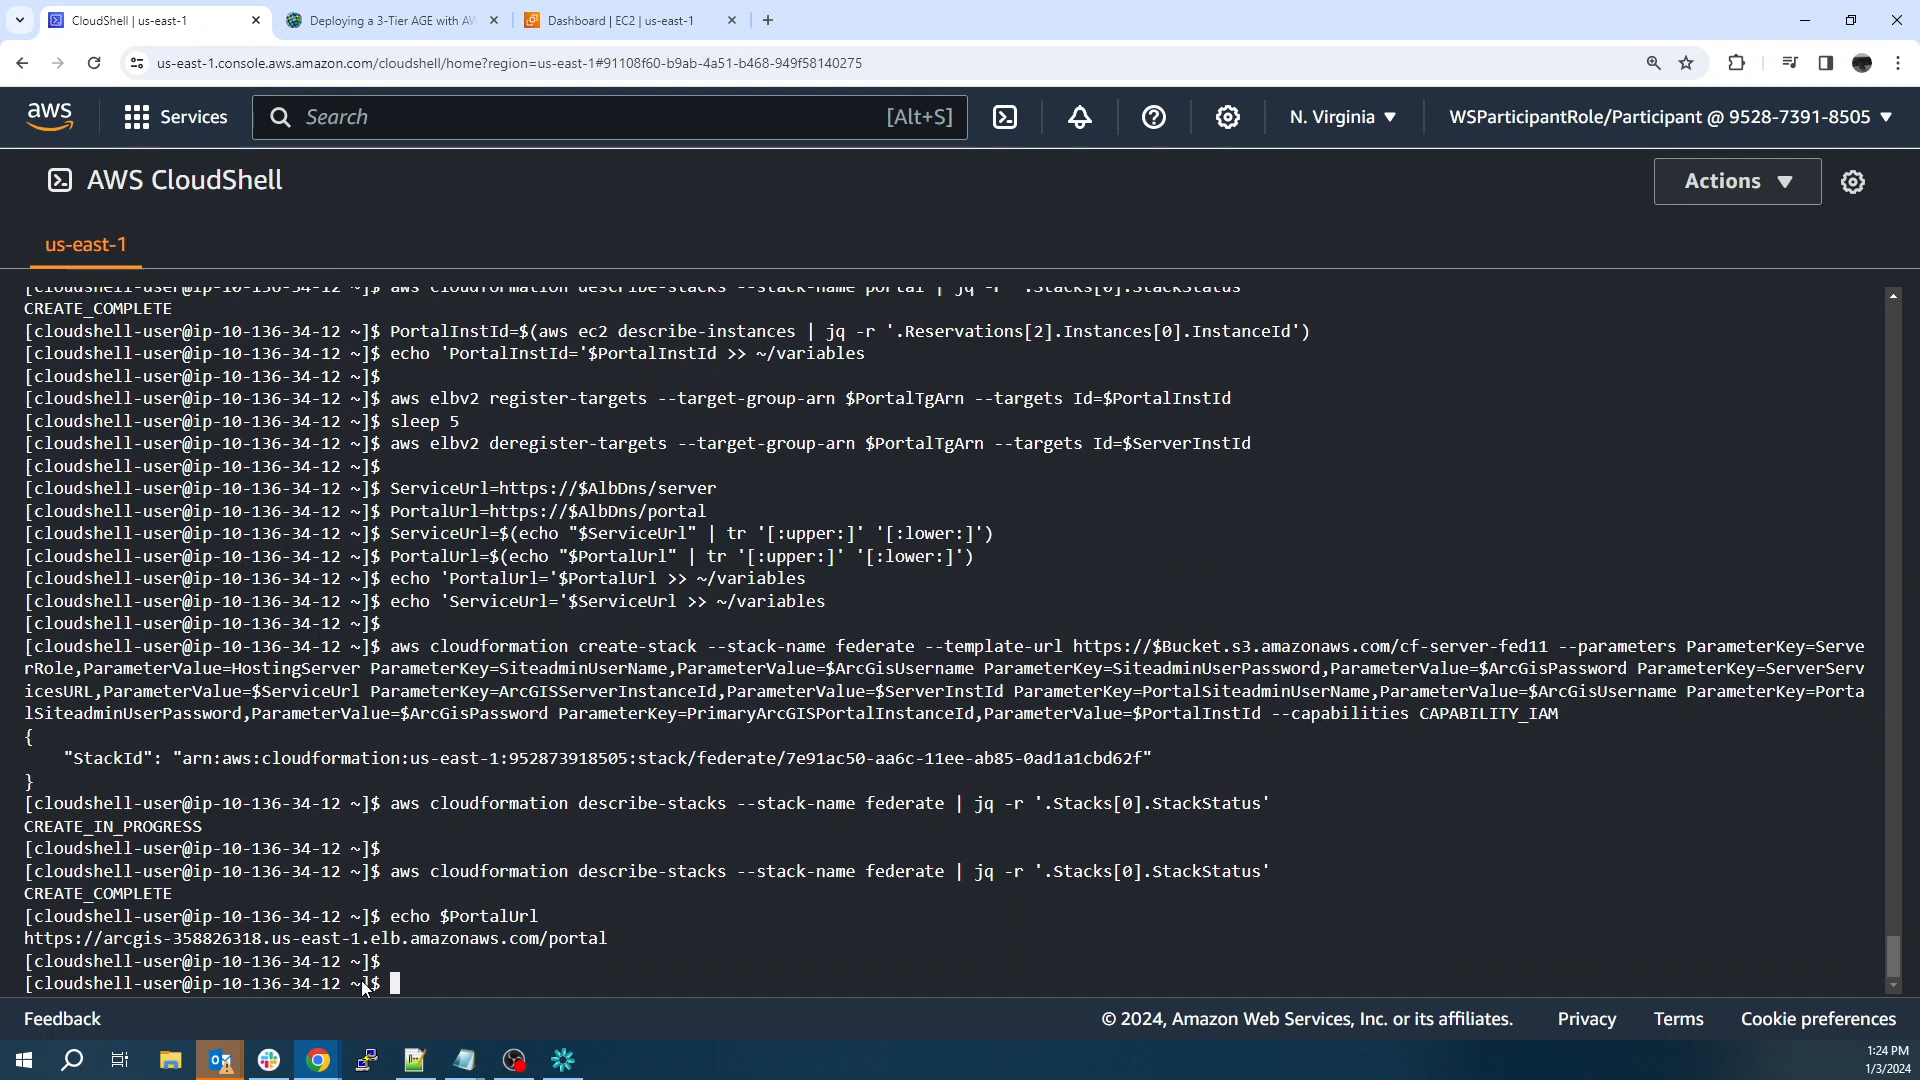 CloudShell | us-east-1
Deploying a 3-Tier AGE with AW
Dashboard | EC2 | us-east-1
us-east-1.console.aws.amazon.com/cloudshell/home?region=us-east-1#91108f60-b9ab-4a51-b468-949f58140275
aws
Services
Search
[Alt+S]
N. Virginia
WSParticipantRole/Participant @ 9528-7391-8505
AWS CloudShell
Actions
us-east-1
[cloudshell-user@ip-10-136-34-12 ~]$ aws cloudformation describe-stacks --stack-name portal | jq -r '.Stacks[0].StackStatus'
CREATE_COMPLETE
[cloudshell-user@ip-10-136-34-12 ~]$ PortalInstId=$(aws ec2 describe-instances | jq -r '.Reservations[2].Instances[0].InstanceId')
[cloudshell-user@ip-10-136-34-12 ~]$ echo 'PortalInstId='$PortalInstId >> ~/variables
[cloudshell-user@ip-10-136-34-12 ~]$
[cloudshell-user@ip-10-136-34-12 ~]$ aws elbv2 register-targets --target-group-arn $PortalTgArn --targets Id=$PortalInstId
[cloudshell-user@ip-10-136-34-12 ~]$ sleep 5
[cloudshell-user@ip-10-136-34-12 ~]$ aws elbv2 deregister-targets --target-group-arn $PortalTgArn --targets Id=$ServerInstId
[cloudshell-user@ip-10-136-34-12 ~]$
[cloudshell-user@ip-10-136-34-12 ~]$ ServiceUrl=https://$AlbDns/server
[cloudshell-user@ip-10-136-34-12 ~]$ PortalUrl=https://$AlbDns/portal
[cloudshell-user@ip-10-136-34-12 ~]$ ServiceUrl=$(echo "$ServiceUrl" | tr '[:upper:]' '[:lower:]')
[cloudshell-user@ip-10-136-34-12 ~]$ PortalUrl=$(echo "$PortalUrl" | tr '[:upper:]' '[:lower:]')
[cloudshell-user@ip-10-136-34-12 ~]$ echo 'PortalUrl='$PortalUrl >> ~/variables
[cloudshell-user@ip-10-136-34-12 ~]$ echo 'ServiceUrl='$ServiceUrl >> ~/variables
[cloudshell-user@ip-10-136-34-12 ~]$
[cloudshell-user@ip-10-136-34-12 ~]$ aws cloudformation create-stack --stack-name federate --template-url https://$Bucket.s3.amazonaws.com/cf-server-fed11 --parameters ParameterKey=Serve
rRole,ParameterValue=HostingServer ParameterKey=SiteadminUserName,ParameterValue=$ArcGisUsername ParameterKey=SiteadminUserPassword,ParameterValue=$ArcGisPassword ParameterKey=ServerServ
icesURL,ParameterValue=$ServiceUrl ParameterKey=ArcGISServerInstanceId,ParameterValue=$ServerInstId ParameterKey=PortalSiteadminUserName,ParameterValue=$ArcGisUsername ParameterKey=Porta
lSiteadminUserPassword,ParameterValue=$ArcGisPassword ParameterKey=PrimaryArcGISPortalInstanceId,ParameterValue=$PortalInstId --capabilities CAPABILITY_IAM
{
"StackId": "arn:aws:cloudformation:us-east-1:952873918505:stack/federate/7e91ac50-aa6c-11ee-ab85-0ad1a1cbd62f"
}
[cloudshell-user@ip-10-136-34-12 ~]$ aws cloudformation describe-stacks --stack-name federate | jq -r '.Stacks[0].StackStatus'
CREATE_IN_PROGRESS
[cloudshell-user@ip-10-136-34-12 ~]$
[cloudshell-user@ip-10-136-34-12 ~]$ aws cloudformation describe-stacks --stack-name federate | jq -r '.Stacks[0].StackStatus'
CREATE_COMPLETE
[cloudshell-user@ip-10-136-34-12 ~]$ echo $PortalUrl
https://arcgis-358826318.us-east-1.elb.amazonaws.com/portal
[cloudshell-user@ip-10-136-34-12 ~]$
[cloudshell-user@ip-10-136-34-12 ~]$
Feedback
© 2024, Amazon Web Services, Inc. or its affiliates.
Privacy
Terms
Cookie preferences
1:24 PM
1/3/2024